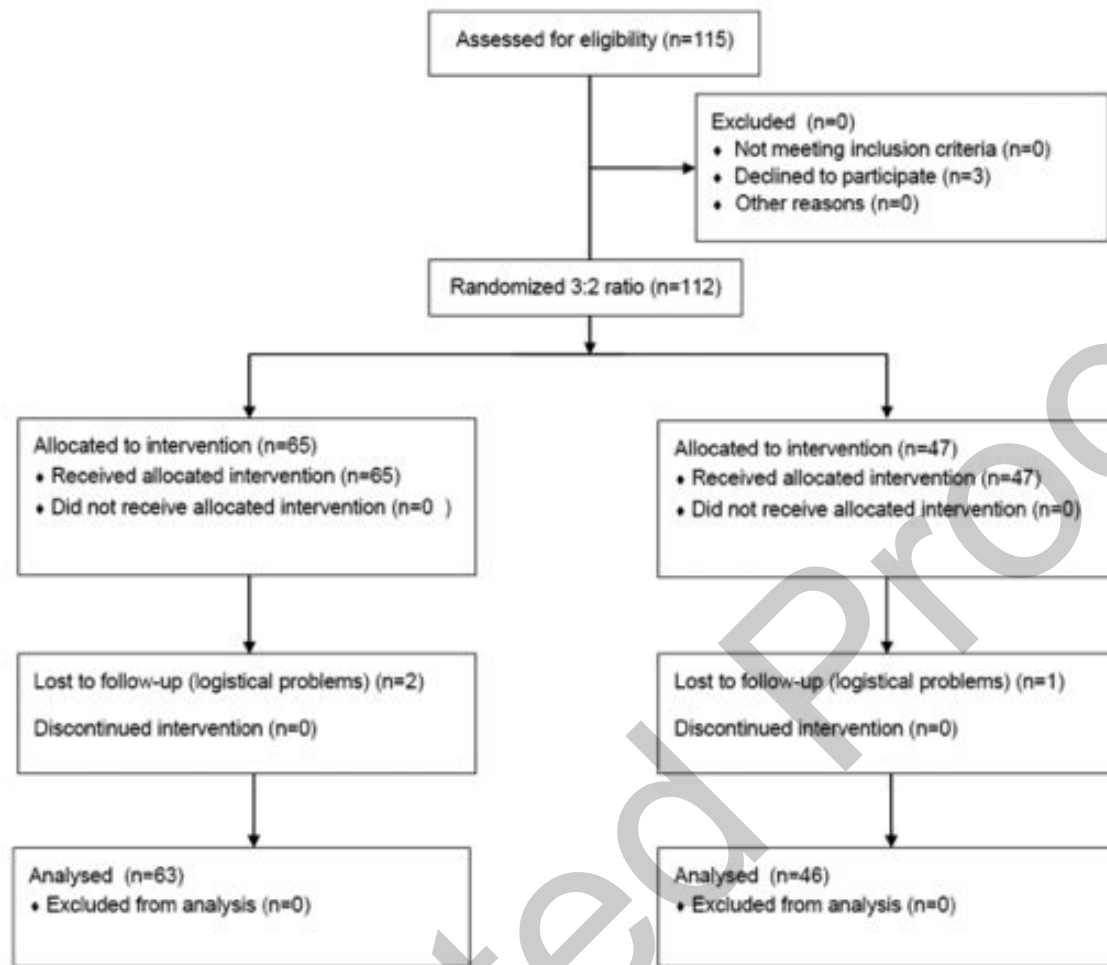 Assessed for eligibility (n=115)
Excluded (n=0)
♦ Not meeting inclusion criteria (n=0)
♦ Declined to participate (n=3)
♦ Other reasons (n=0)
Randomized 3:2 ratio (n=112)
Allocated to intervention (n=65)
♦ Received allocated intervention (n=65)
♦ Did not receive allocated intervention (n=0 )
Allocated to intervention (n=47)
♦ Received allocated intervention (n=47)
♦ Did not receive allocated intervention (n=0)
Lost to follow-up (logistical problems) (n=2)
Discontinued intervention (n=0)
Lost to follow-up (logistical problems) (n=1)
Discontinued intervention (n=0)
Analysed (n=63)
♦ Excluded from analysis (n=0)
Analysed (n=46)
♦ Excluded from analysis (n=0)